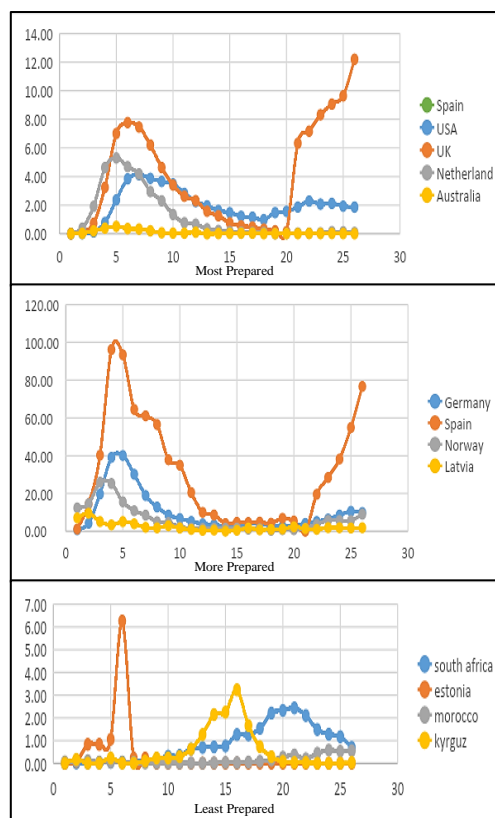 14.00
12.00
10.00
8.00
6.00
4.00
2.00
0.00
0 5 10 15 20 25 30
Most Prepared
Spain
USA
UK
Netherland
Australia
120.00
100.00
80.00
60.00
40.00
20.00
0.00
0 5 10 15 20 25 30
More Prepared
Germany
Spain
Norway
Latvia
7.00
6.00
5.00
4.00
3.00
2.00
1.00
0.00
0 5 10 15 20 25 30
Least Prepared
south africa
estonia
morocco
kyrguz